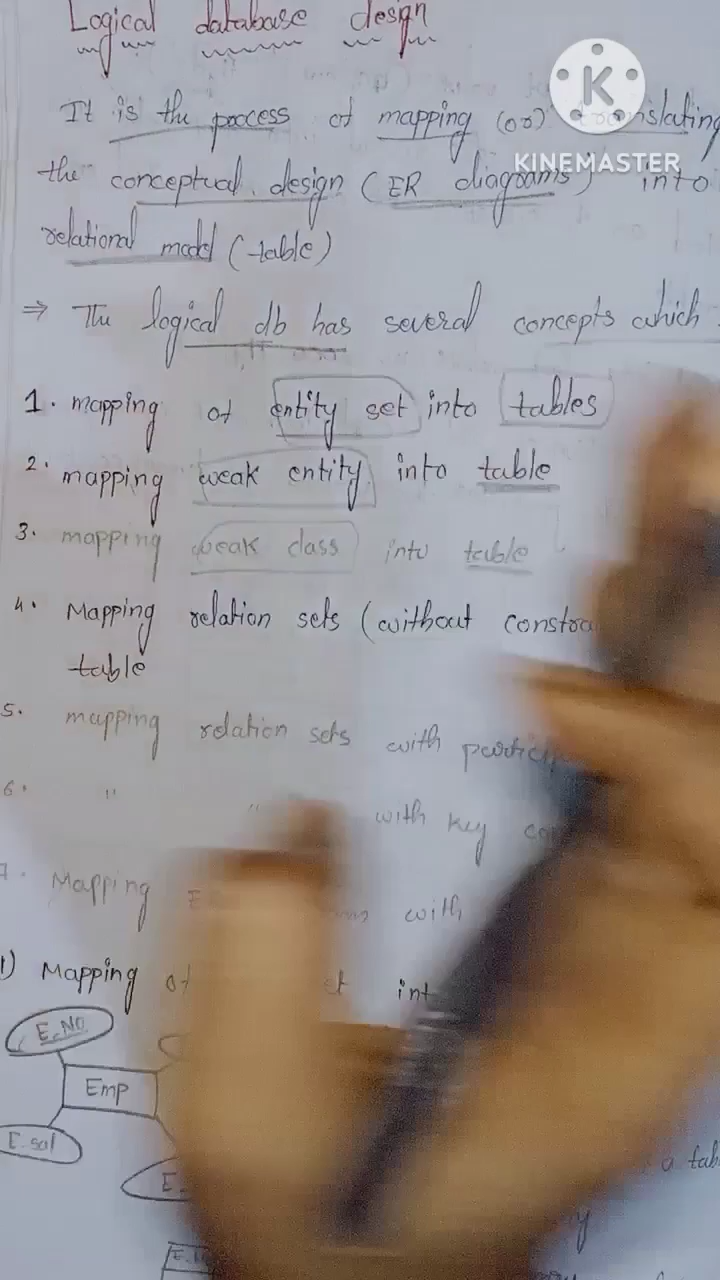 Logical database design
K
It is the process of mapping (or)
KINEMASTER
the conceptual design (ER diagrams) into
relational model (table)
⇒ The logical db has several concepts which
1. mapping of entity set into tables
2. mapping weak entity into table
3. mapping weak class into table
4. Mapping relation sets (without
table
5. mapping relation sets with
6. " " with key
7. Mapping with
1) Mapping of
E.NO
Emp
E.sal
a